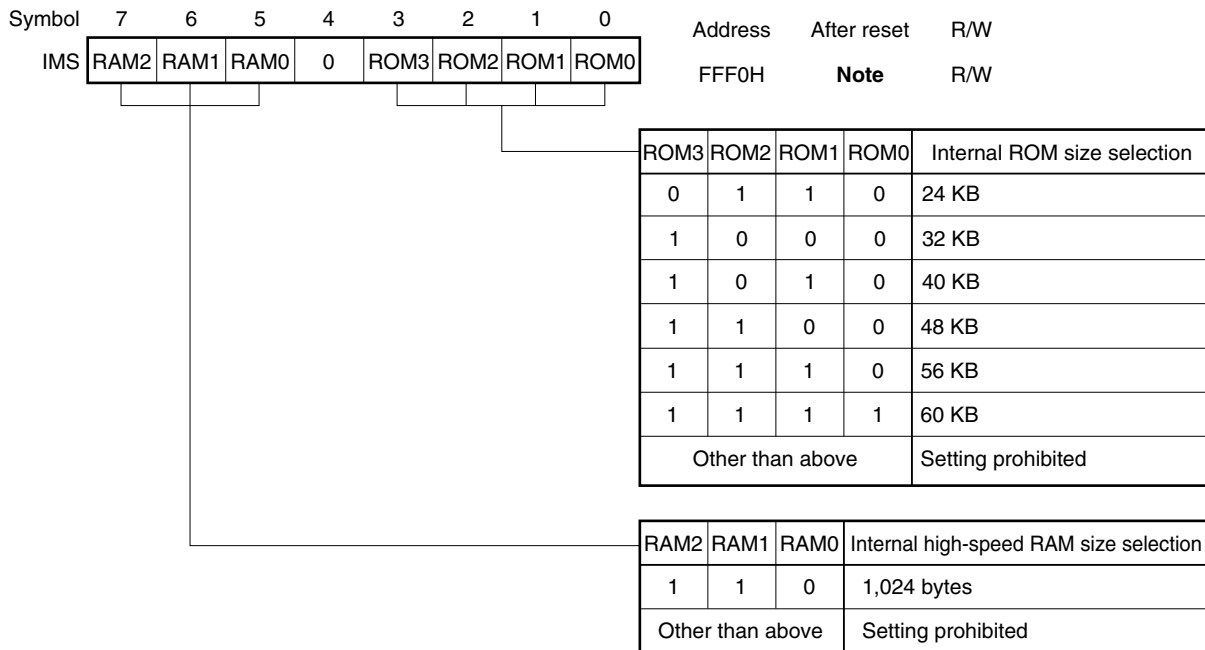 Symbol 7 6 5 4 3 2 1 0 Address After reset R/W
IMS RAM2 RAM1 RAM0 0 ROM3 ROM2 ROM1 ROM0 FFF0H Note R/W
ROM3 ROM2 ROM1 ROM0 Internal ROM size selection
0 1 1 0 24 KB
1 0 0 0 32 KB
1 0 1 0 40 KB
1 1 0 0 48 KB
1 1 1 0 56 KB
1 1 1 1 60 KB
Other than above Setting prohibited
RAM2 RAM1 RAM0 Internal high-speed RAM size selection
1 1 0 1,024 bytes
Other than above Setting prohibited